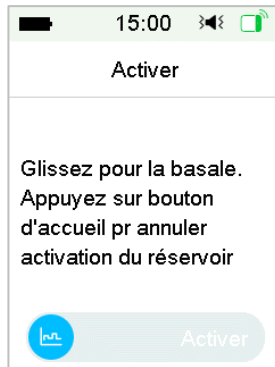 15:00
Activer
Glissez pour la basale.
Appuyez sur bouton
d'accueil pr annuler
activation du réservoir
Activer